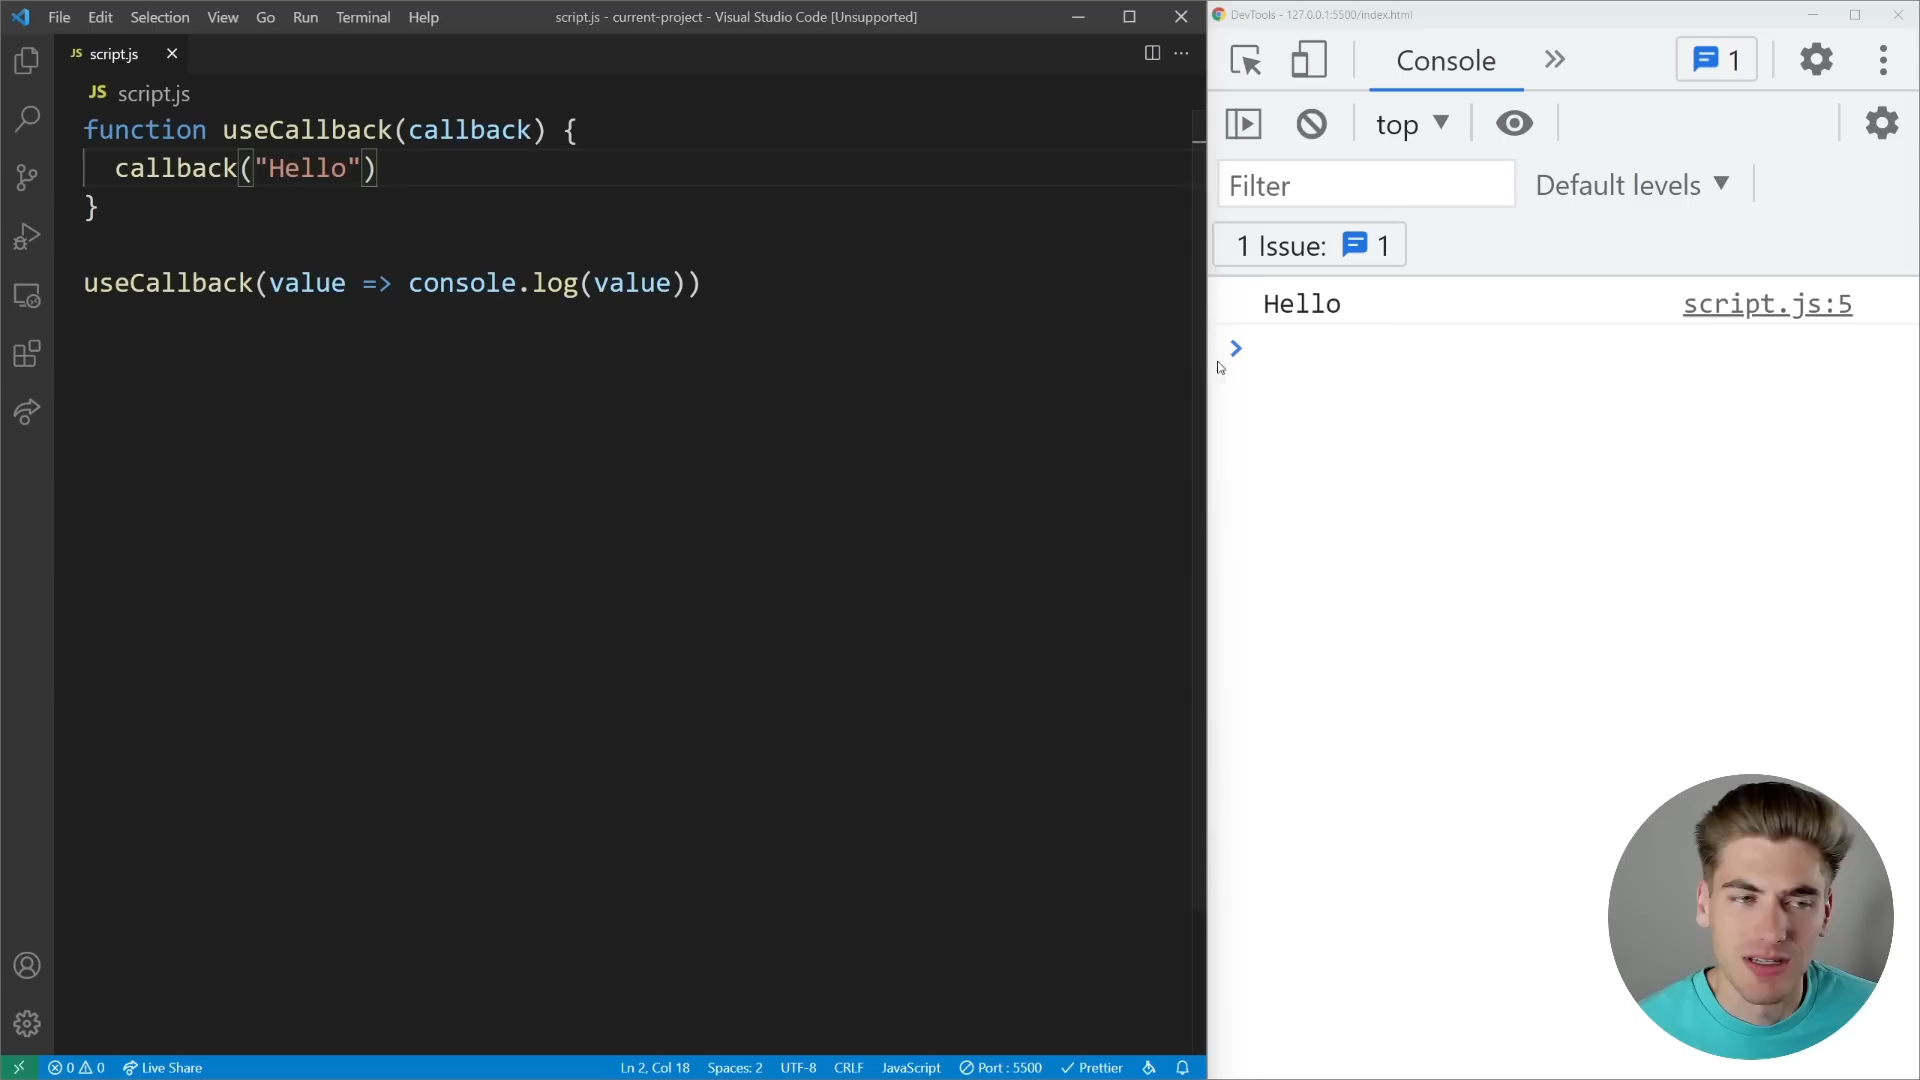 File Edit Selection View Go Run Terminal Help
script.js - current-project - Visual Studio Code [Unsupported]
JS script.js
JS script.js
function useCallback(callback) {
callback("Hello")
}
useCallback(value => console.log(value))
0 0 Live Share
Ln 2, Col 18 Spaces: 2 UTF-8 CRLF JavaScript Port : 5500 Prettier
DevTools - 127.0.0.1:5500/index.html
Console 1
top
Filter Default levels
1 Issue: 1
Hello script.js:5